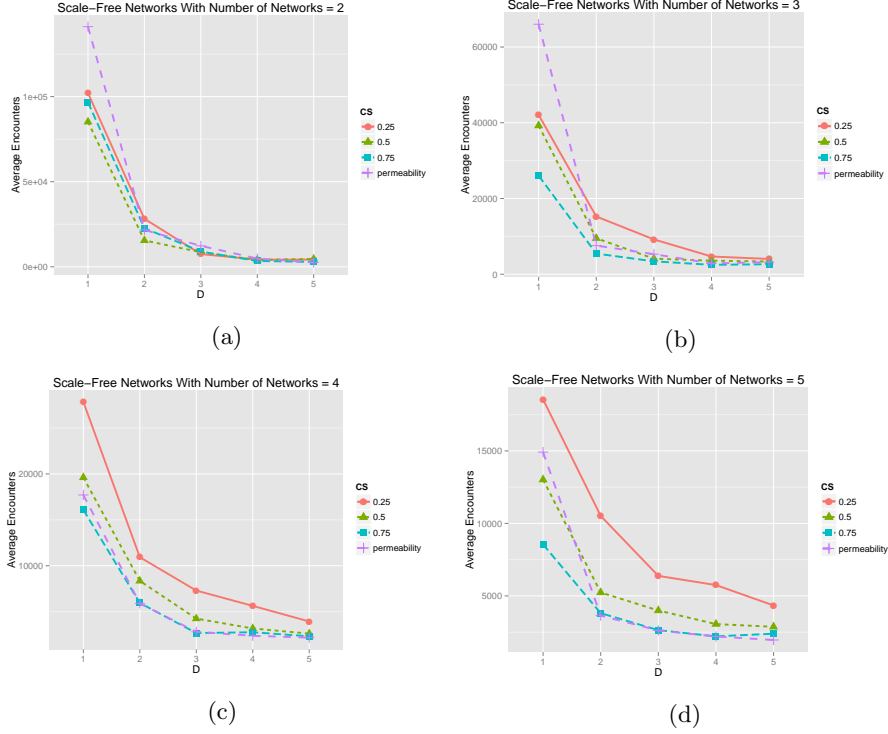 Scale-Free Networks With Number of Networks = 2
Average Encounters
1e+05
5e+04
0e+00
1 2 3 4 5
D
CS
0.25
0.5
0.75
permeability
(a)
Scale-Free Networks With Number of Networks = 3
Average Encounters
60000
40000
20000
0
1 2 3 4 5
D
CS
0.25
0.5
0.75
permeability
(b)
Scale-Free Networks With Number of Networks = 4
Average Encounters
20000
10000
1 2 3 4 5
D
CS
0.25
0.5
0.75
permeability
(c)
Scale-Free Networks With Number of Networks = 5
Average Encounters
15000
10000
5000
1 2 3 4 5
D
CS
0.25
0.5
0.75
permeability
(d)